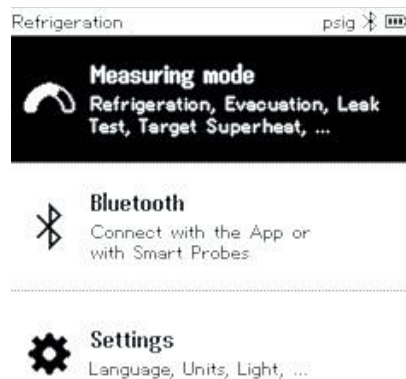 Refrigeration psig
Measuring mode
Refrigeration, Evacuation, Leak
Test, Target Superheat, ...
Bluetooth
Connect with the App or
with Smart Probes
Settings
Language, Units, Light, ...